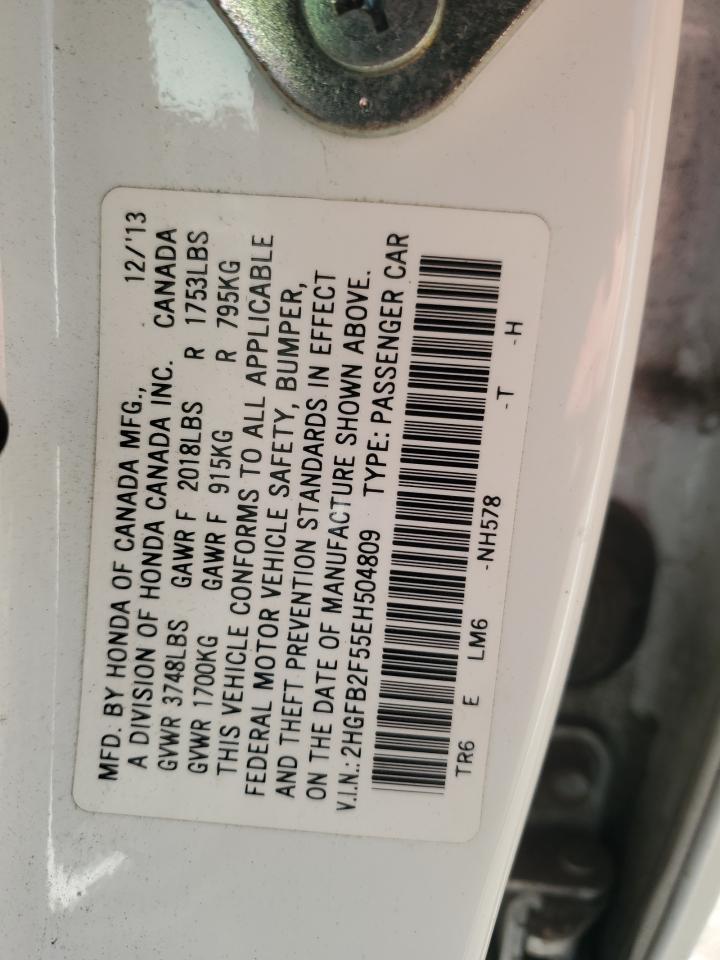 MFD. BY HONDA OF CANADA MFG., 12/'13
A DIVISION OF HONDA CANADA INC. CANADA
GVWR 3748LBS GAWR F 2018LBS R 1753LBS
GVWR 1700KG GAWR F 915KG R 795KG
THIS VEHICLE CONFORMS TO ALL APPLICABLE
FEDERAL MOTOR VEHICLE SAFETY, BUMPER,
AND THEFT PREVENTION STANDARDS IN EFFECT
ON THE DATE OF MANUFACTURE SHOWN ABOVE.
V.I.N.: 2HGFB2F55EH504809 TYPE: PASSENGER CAR
TR6 E LM6 -NH578 -T -H